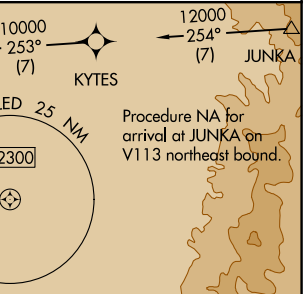 10000
253°
(7)
KYTES
12000
254°
(7)
JUNKA
LED 25 NM
2300
Procedure NA for
arrival at JUNKA on
V113 northeast bound.